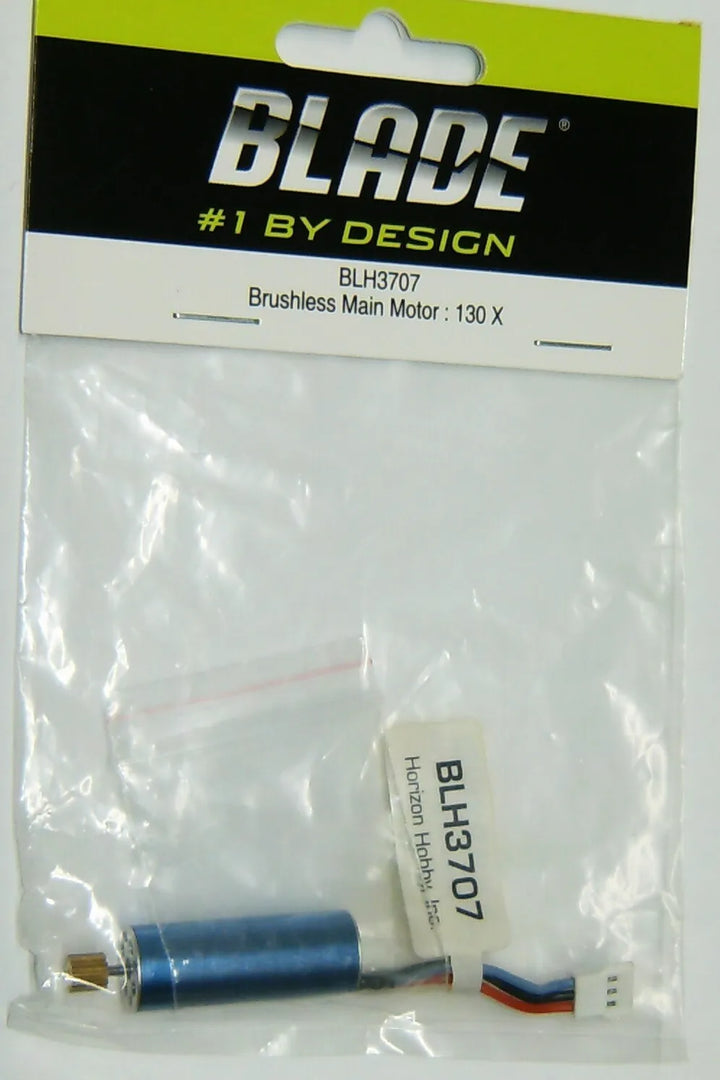 BLADE®
#1 BY DESIGN
BLH3707
Brushless Main Motor : 130 X
BLH3707
Horizon Hobby, Inc.